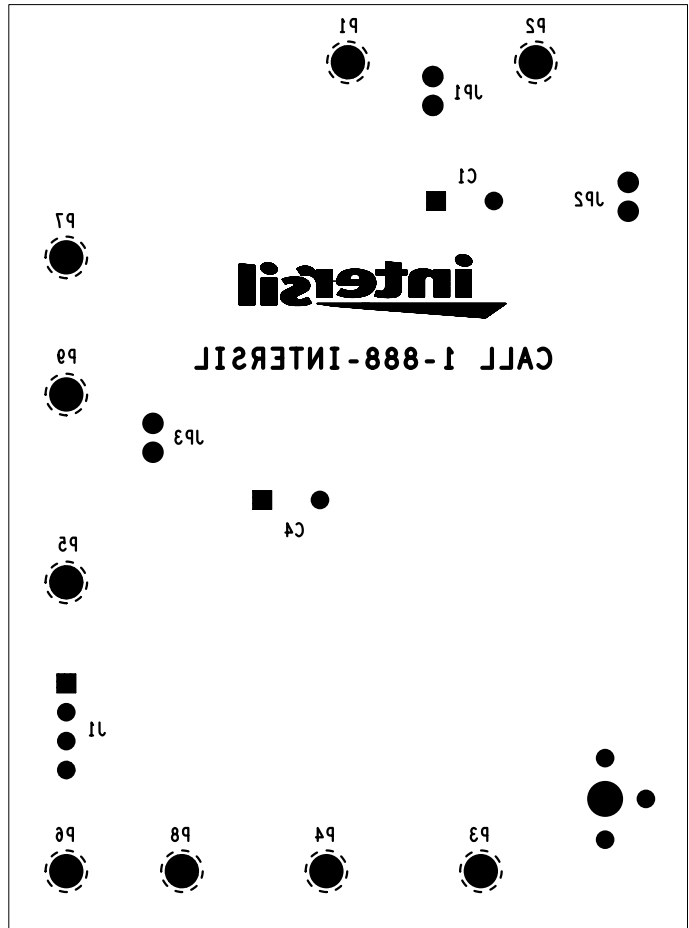 P1
P2
JP1
C1
JP2
P7
intersil
CALL 1-888-INTERSIL
P9
JP3
C4
P5
J1
P6
P8
P4
P3